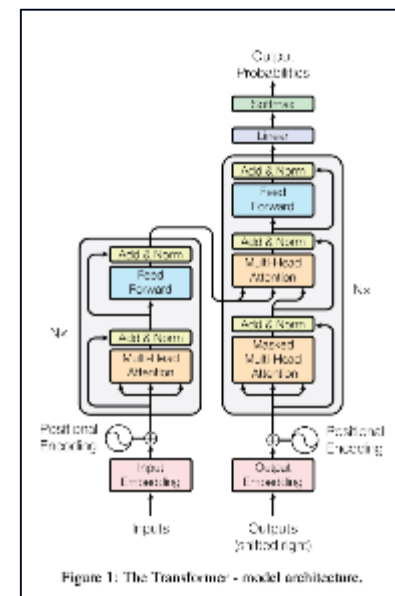 Output
Probabilities
Softmax
Linear
Add & Norm
Feed
Forward
Add & Norm
Multi-Head
Attention
Add & Norm
Masked
Multi-Head
Attention
Nx
Add & Norm
Feed
Forward
Add & Norm
Multi-Head
Attention
Nx
Positional
Encoding
Positional
Encoding
Input
Embedding
Output
Embedding
Inputs
Outputs
(shifted right)
Figure 1: The Transformer - model architecture.